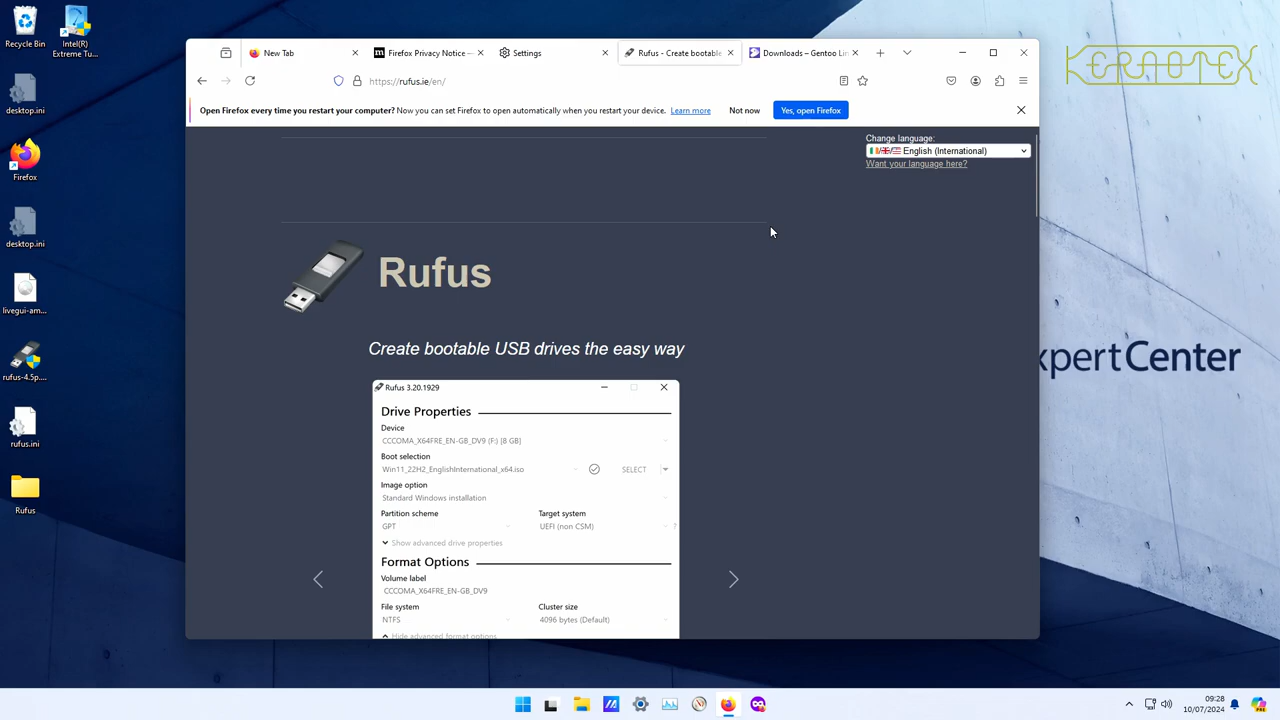 Recycle Bin
Intel(R)
Extreme Tu...
desktop.ini
Firefox
desktop.ini
livegui-am...
rufus-4.5p...
rufus.ini
Rufus
New Tab
Firefox Privacy Notice —
Settings
Rufus - Create bootable
Downloads – Gentoo Lin
https://rufus.ie/en/
Open Firefox every time you restart your computer? Now you can set Firefox to open automatically when you restart your device. Learn more
Not now
Yes, open Firefox
Change language:
English (International)
Want your language here?
Rufus
Create bootable USB drives the easy way
Rufus 3.20.1929
Drive Properties
Device
CCCOMA_X64FRE_EN-GB_DV9 (F:) [8 GB]
Boot selection
Win11_22H2_EnglishInternational_x64.iso
SELECT
Image option
Standard Windows installation
Partition scheme
Target system
GPT
UEFI (non CSM)
?
Show advanced drive properties
Format Options
Volume label
CCCOMA_X64FRE_EN-GB_DV9
File system
Cluster size
NTFS
4096 bytes (Default)
Hide advanced format options
xpertCenter
09:28
10/07/2024